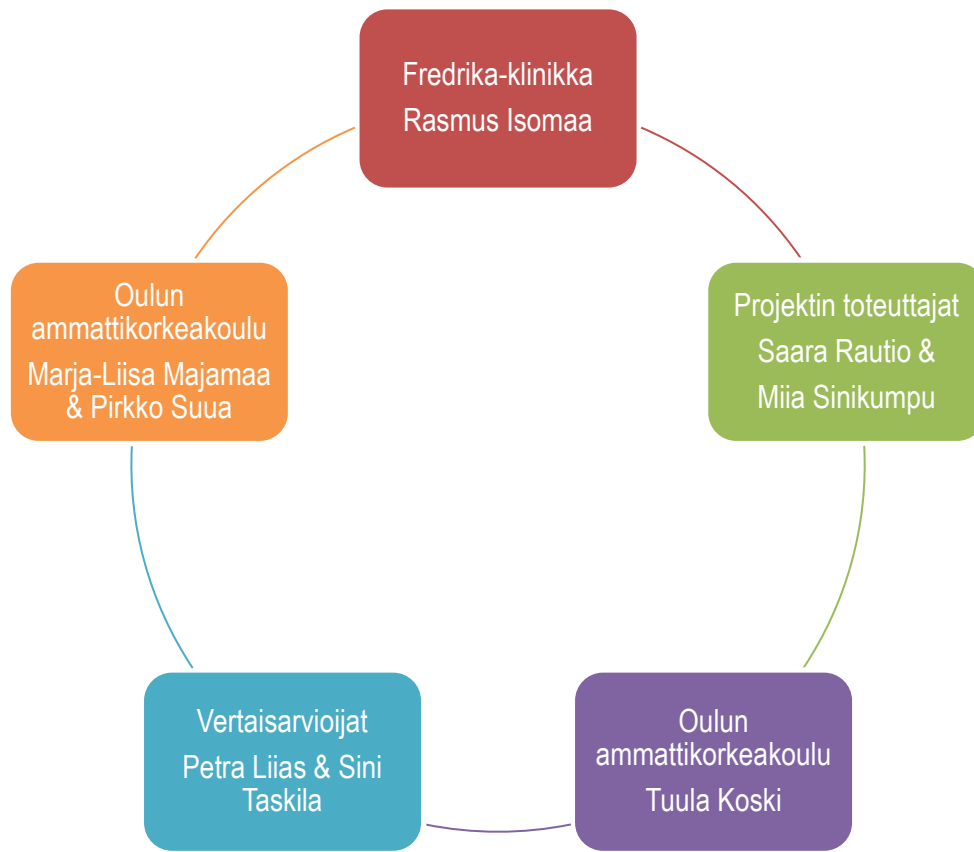 Fredrika-klinikka
Rasmus Isomaa
Projektin toteuttajat
Saara Rautio &
Miia Sinikumpu
Oulun
ammattikorkeakoulu
Tuula Koski
Vertaisarvioijat
Petra Liias & Sini
Taskila
Oulun
ammattikorkeakoulu
Marja-Liisa Majamaa
& Pirkko Suua